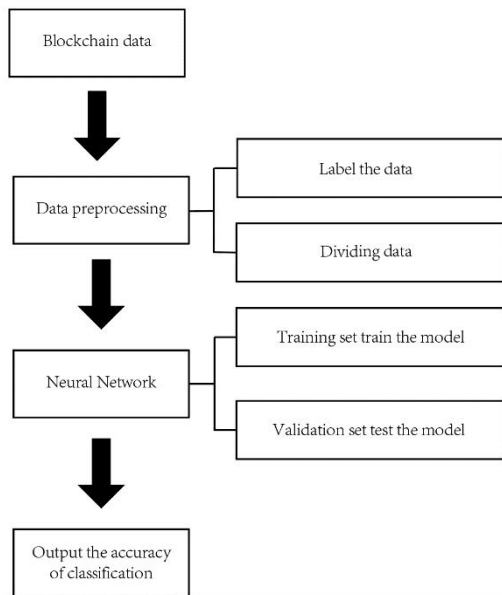 Blockchain data
Label the data
Data preprocessing
Dividing data
Training set train the model
Neural Network
Validation set test the model
Output the accuracy
of classification